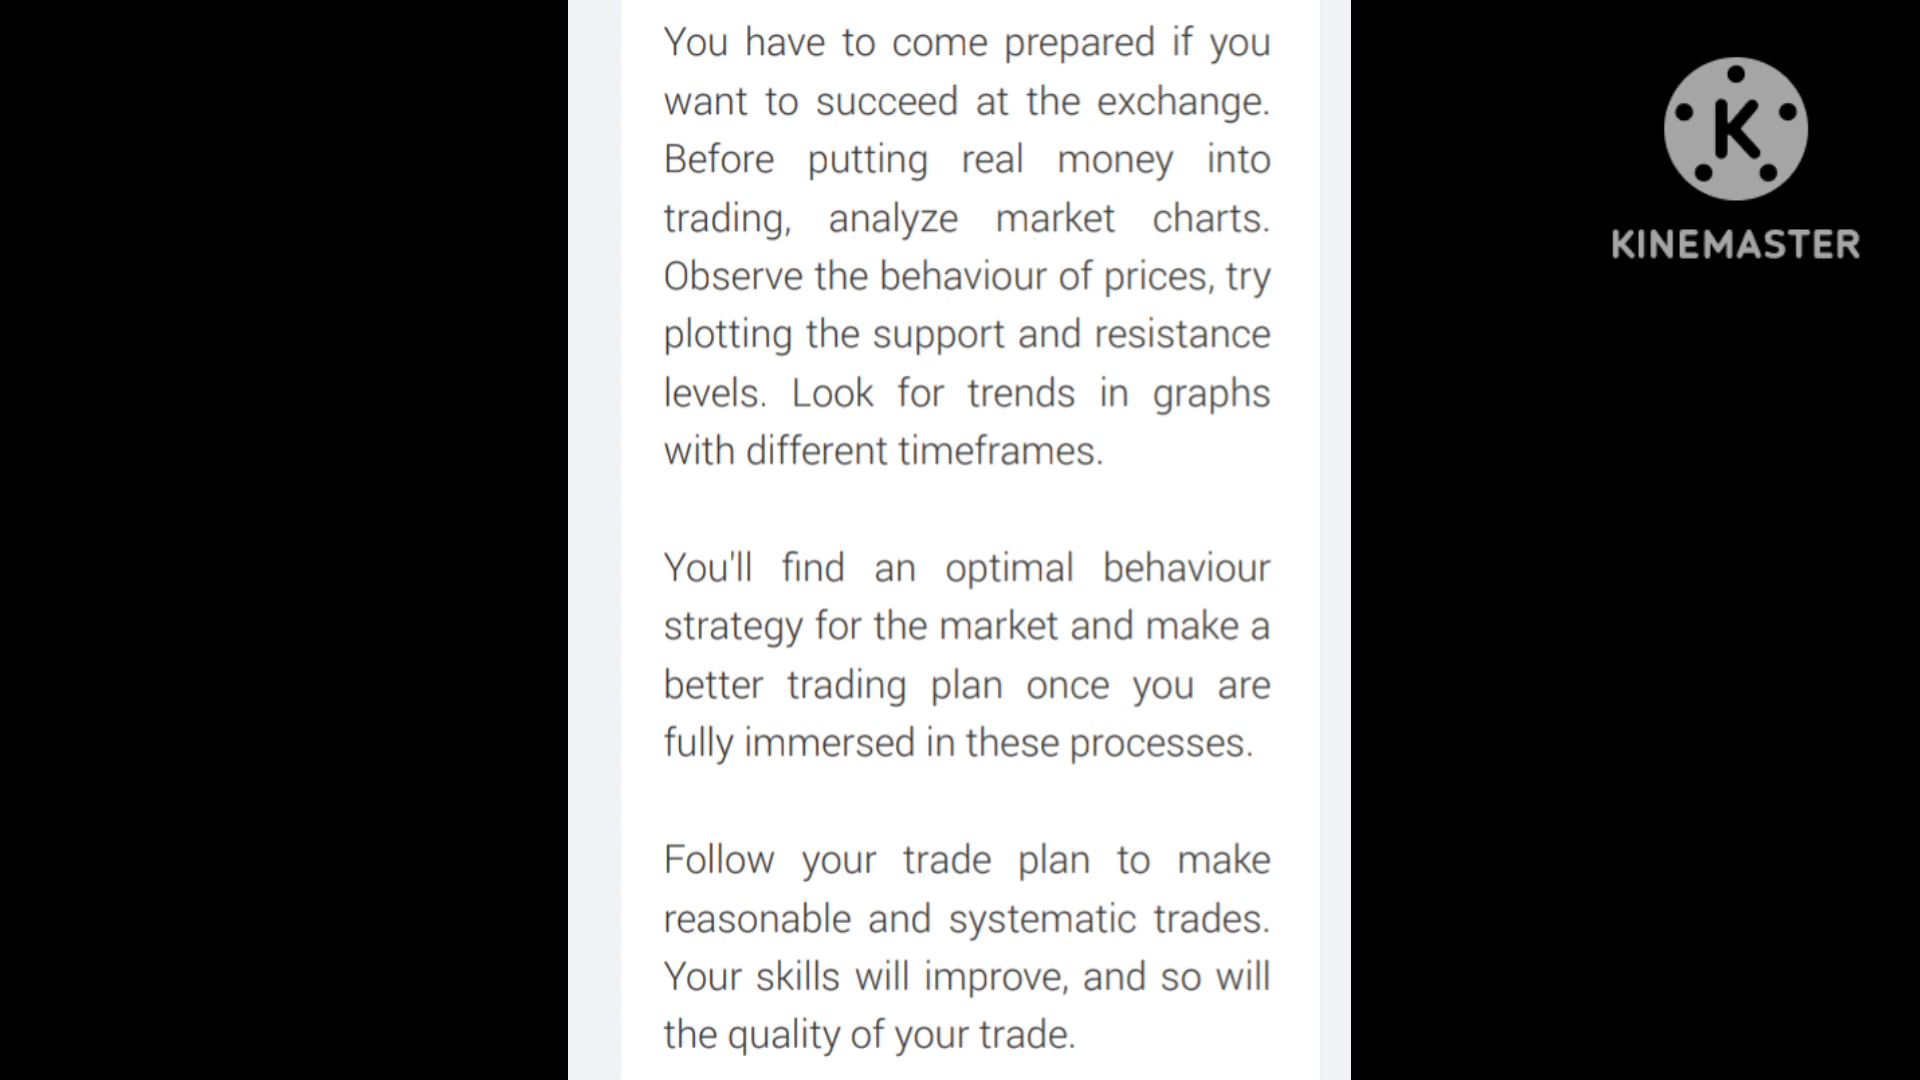 You have to come prepared if you
want to succeed at the exchange.
Before putting real money into
trading, analyze market charts.
Observe the behaviour of prices, try
plotting the support and resistance
levels. Look for trends in graphs
with different timeframes.
You'll find an optimal behaviour
strategy for the market and make a
better trading plan once you are
fully immersed in these processes.
Follow your trade plan to make
reasonable and systematic trades.
Your skills will improve, and so will
the quality of your trade.
K
KINEMASTER